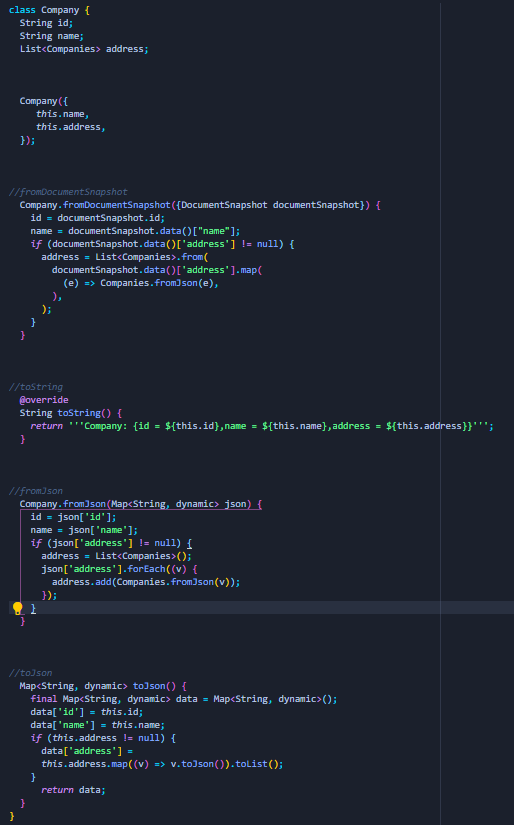 class Company {
String id;
String name;
List<Companies> address;
Company({
this.name,
this.address,
});
//fromDocumentSnapshot
Company.fromDocumentSnapshot({DocumentSnapshot documentSnapshot}) {
id = documentSnapshot.id;
name = documentSnapshot.data()["name"];
if (documentSnapshot.data()['address'] != null) {
address = List<Companies>.from(
documentSnapshot.data()['address'].map(
(e) => Companies.fromJson(e),
),
);
}
}
//toString
@override
String toString() {
return '''Company: {id = ${this.id},name = ${this.name},address = ${this.address}}''';
}
//fromJson
Company.fromJson(Map<String, dynamic> json) {
id = json['id'];
name = json['name'];
if (json['address'] != null) {
address = List<Companies>();
json['address'].forEach((v) {
address.add(Companies.fromJson(v));
});
}
}
//toJson
Map<String, dynamic> toJson() {
final Map<String, dynamic> data = Map<String, dynamic>();
data['id'] = this.id;
data['name'] = this.name;
if (this.address != null) {
data['address'] =
this.address.map((v) => v.toJson()).toList();
}
return data;
}
}